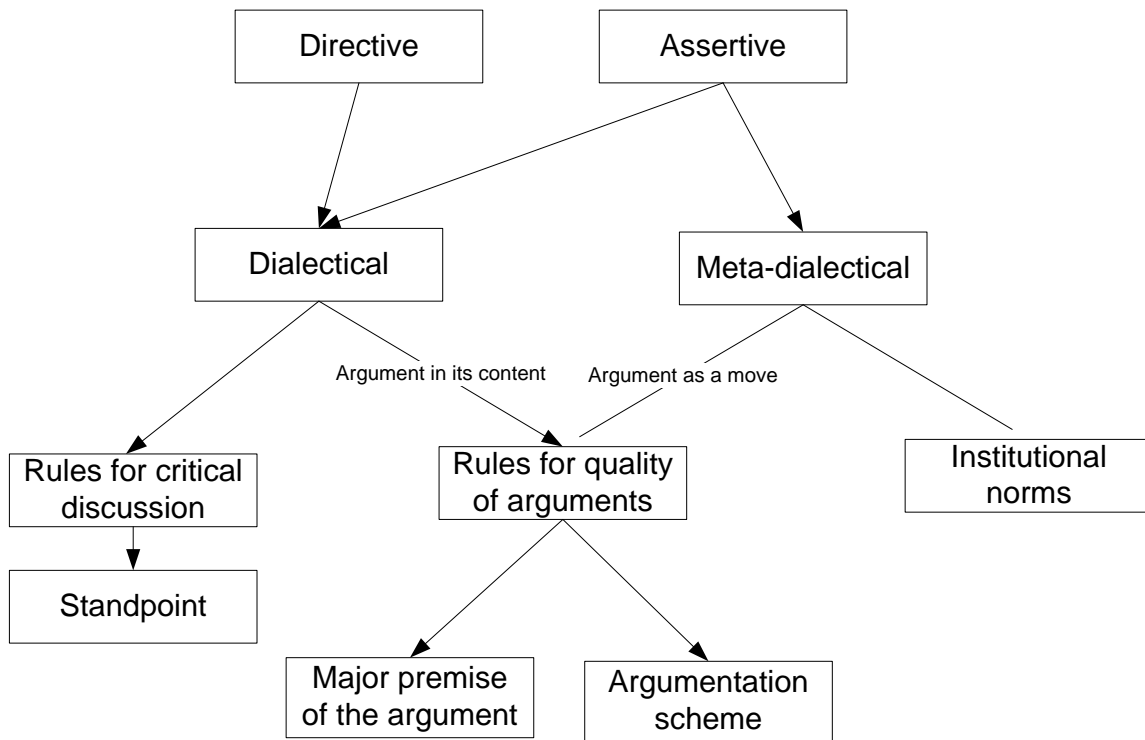 Directive
Assertive
Dialectical
Meta-dialectical
Argument in its content
Argument as a move
Rules for critical
discussion
Rules for quality
of arguments
Institutional
norms
Standpoint
Major premise
of the argument
Argumentation
scheme